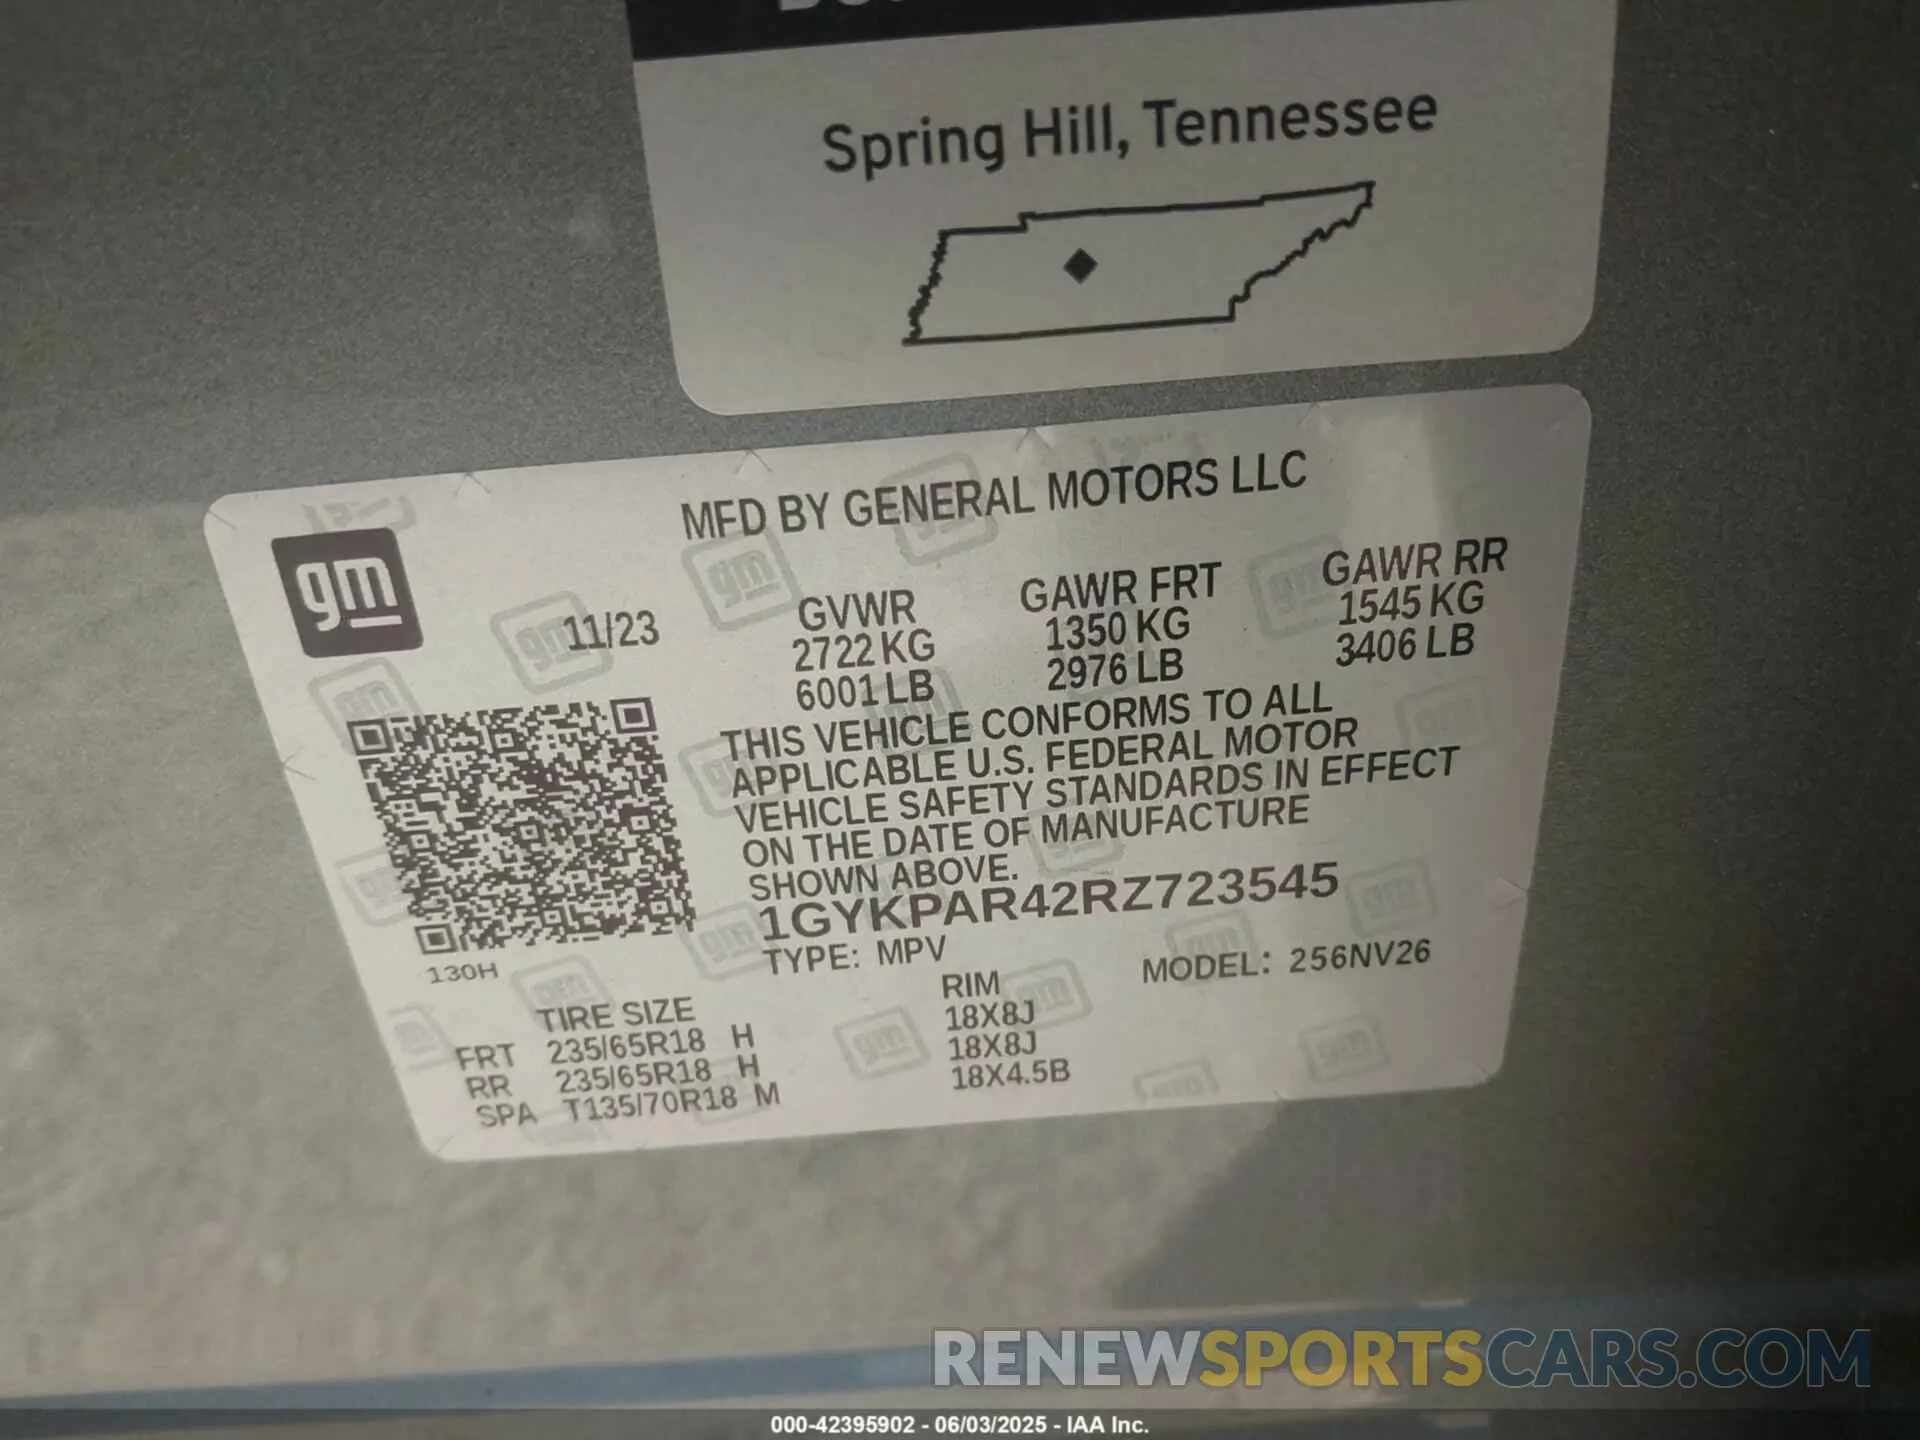 Spring Hill, Tennessee
MFD BY GENERAL MOTORS LLC
gm
11/23
GVWR
2722 KG
6001 LB
GAWR FRT
1350 KG
2976 LB
GAWR RR
1545 KG
3406 LB
THIS VEHICLE CONFORMS TO ALL
APPLICABLE U.S. FEDERAL MOTOR
VEHICLE SAFETY STANDARDS IN EFFECT
ON THE DATE OF MANUFACTURE
SHOWN ABOVE.
1GYKPAR42RZ723545
TYPE: MPV
MODEL: 256NV26
130H
TIRE SIZE RIM
FRT 235/65R18 H 18X8J
RR 235/65R18 H 18X8J
SPA T135/70R18 M 18X4.5B
RENEWSPORTSCARS.COM
000-42395902 - 06/03/2025 - IAA Inc.